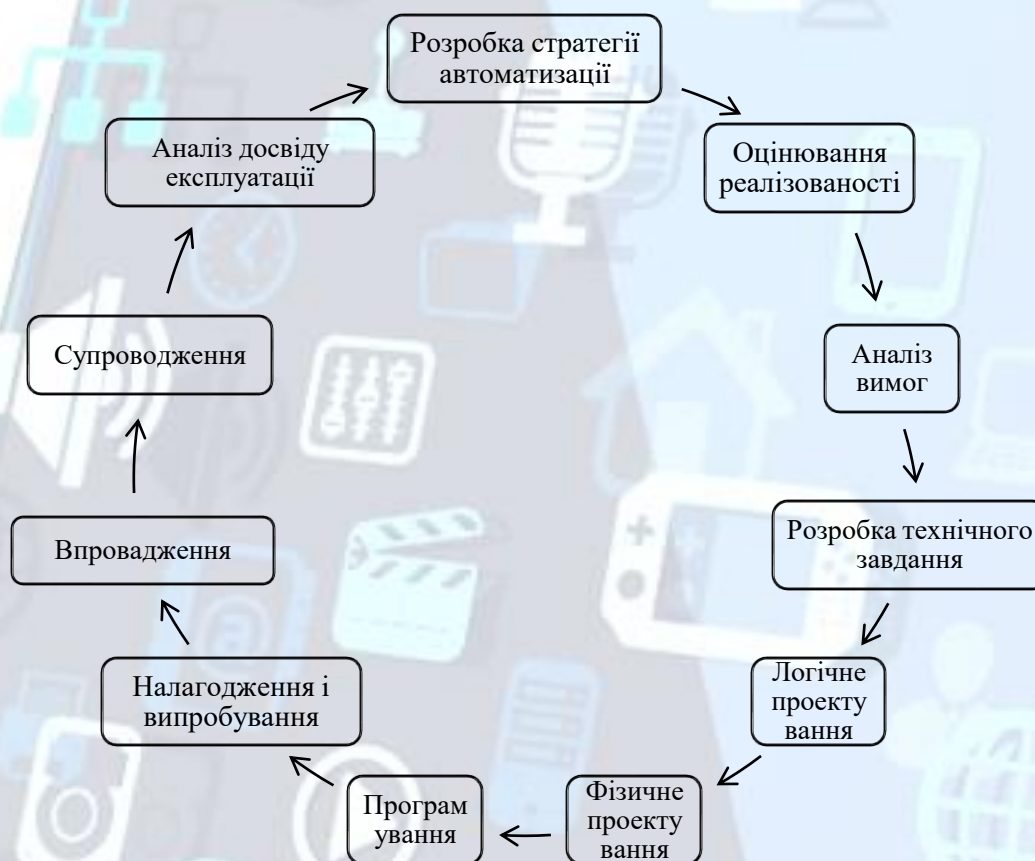 Розробка стратегії
автоматизації
Оцінювання
реалізованості
Аналіз
вимог
Розробка технічного
завдання
Логічне
проекту
вання
Фізичне
проекту
вання
Програм
ування
Налагодження і
випробування
Впровадження
Супроводження
Аналіз досвіду
експлуатації